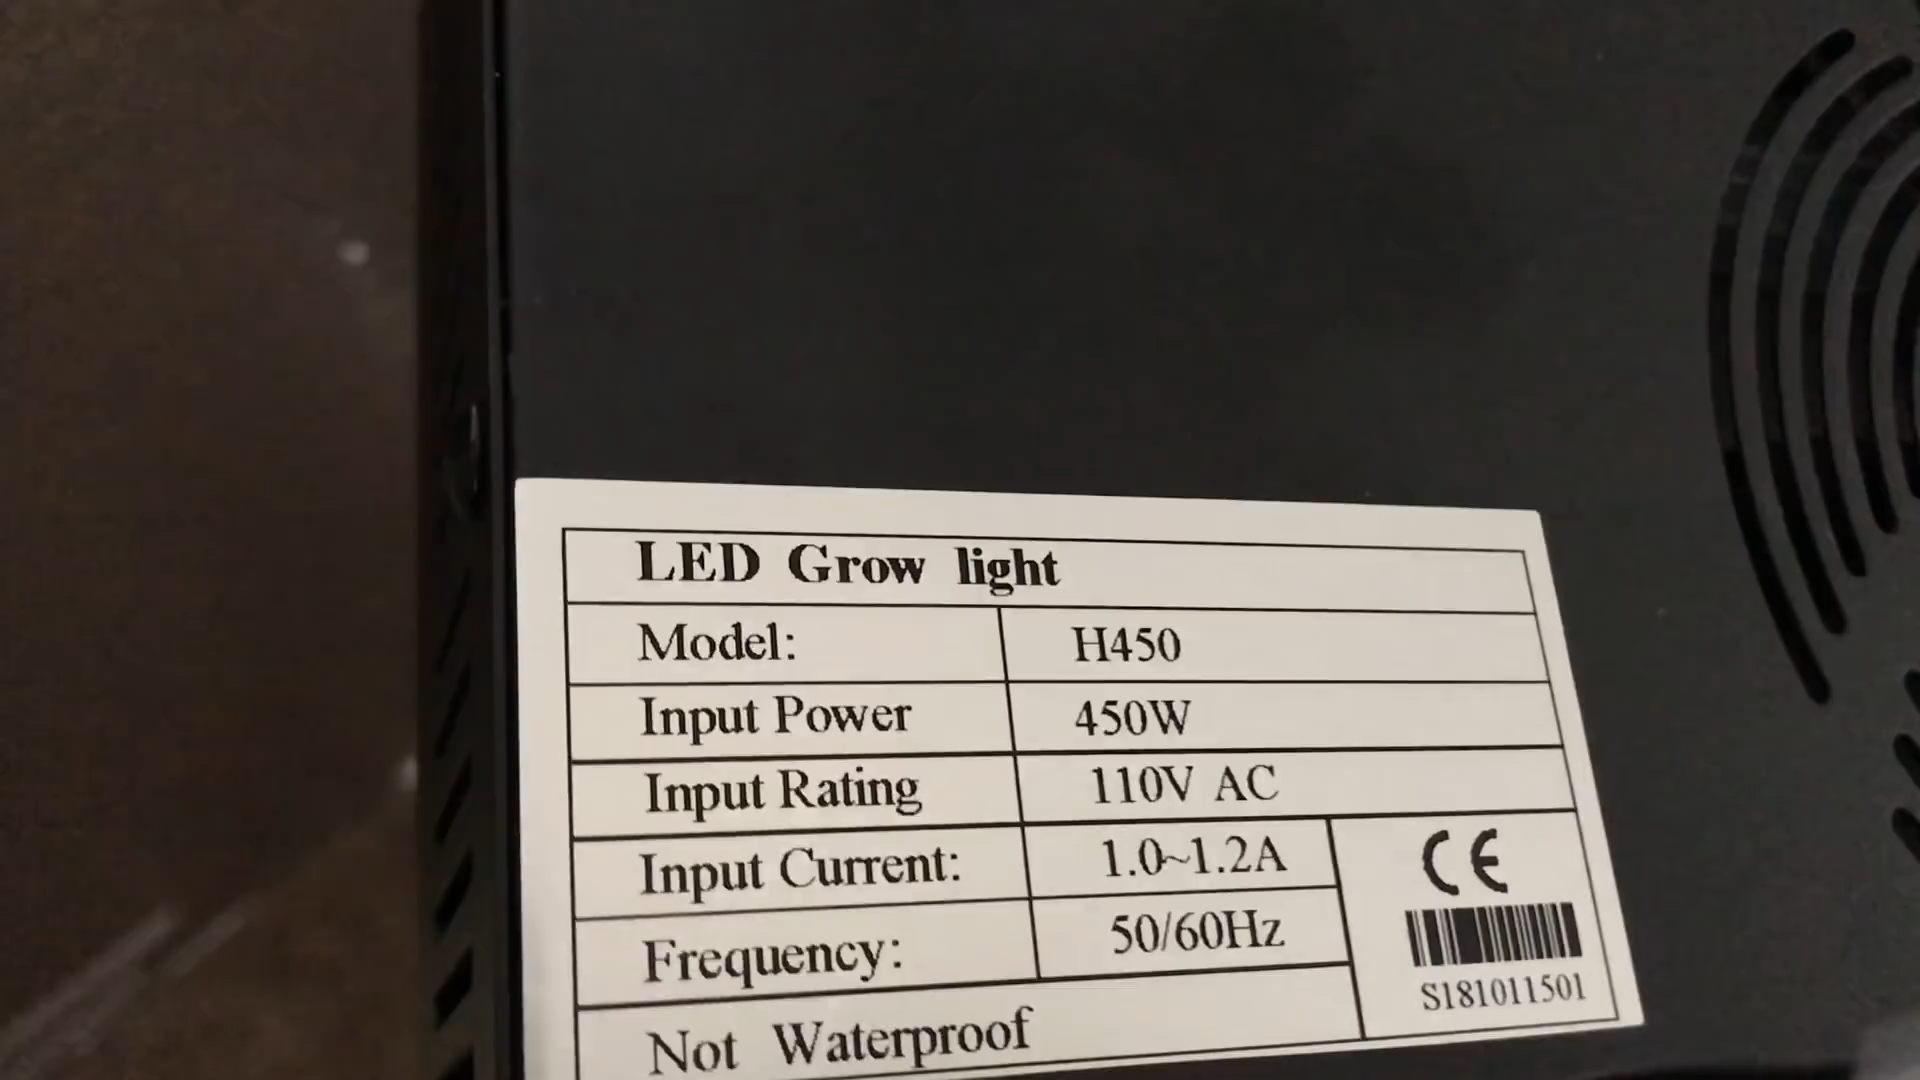 LED Grow light
Model: H450
Input Power 450W
Input Rating 110V AC
Input Current: 1.0~1.2A
Frequency: 50/60Hz
Not Waterproof
CE
S181011501